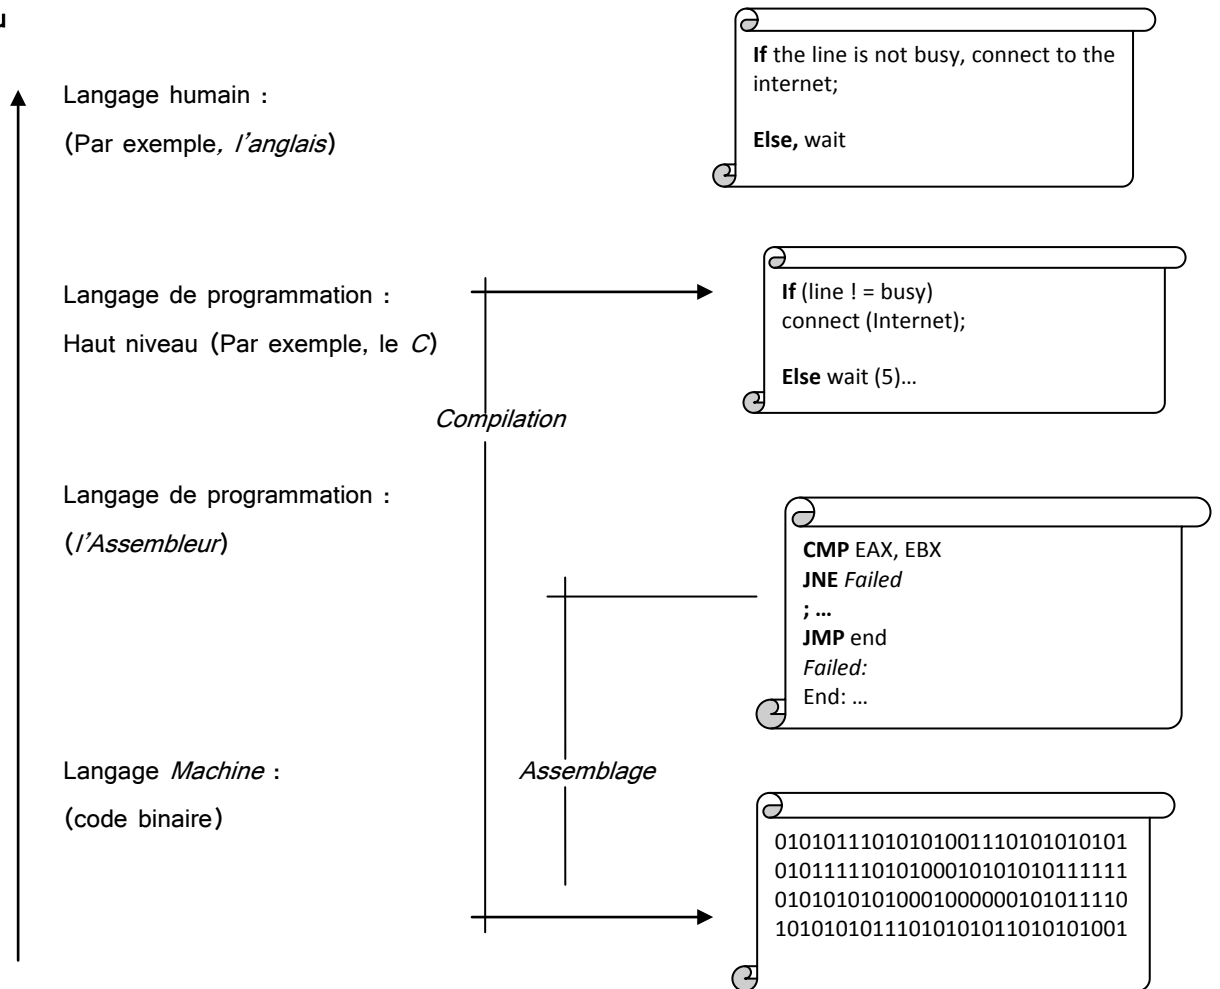 u
Langage humain :
(Par exemple, l'anglais)
If the line is not busy, connect to the
internet;
Else, wait
Langage de programmation :
Haut niveau (Par exemple, le C)
If (line ! = busy)
connect (Internet);
Else wait (5)…
Compilation
Langage de programmation :
(l'Assembleur)
CMP EAX, EBX
JNE Failed
; …
JMP end
Failed:
End: …
Langage Machine :
(code binaire)
Assemblage
0101011101010100111010101010101
01011111010100010101010111111
0101010101000100000010101111O
10101010111010101011010101001